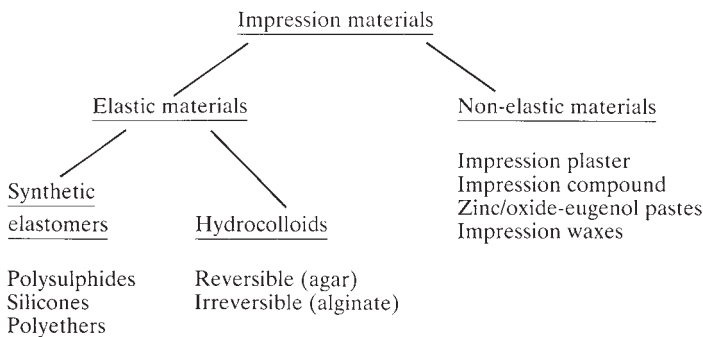 Impression materials
Elastic materials
Non-elastic materials
Impression plaster
Impression compound
Zinc/oxide-eugenol pastes
Impression waxes
Synthetic
elastomers
Hydrocolloids
Polysulphides
Silicones
Polyethers
Reversible (agar)
Irreversible (alginate)